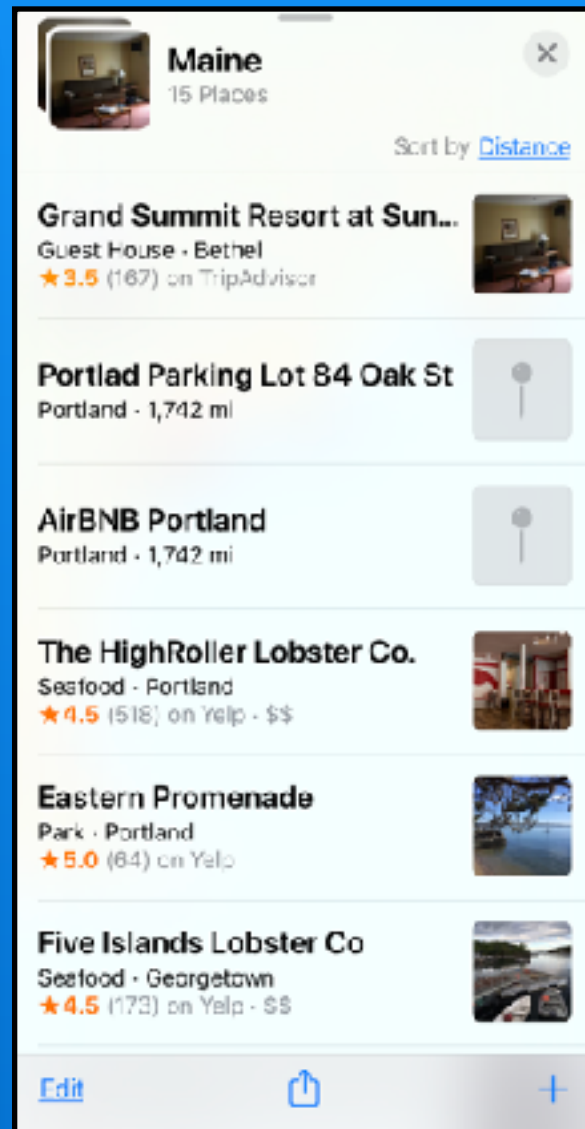 Maine
15 Places
Sort by Distance
Grand Summit Resort at Sun...
Guest House · Bethel
★3.5 (167) on TripAdvisor
Portlad Parking Lot 84 Oak St
Portland · 1,742 mi
AirBNB Portland
Portland · 1,742 mi
The HighRoller Lobster Co.
Seafood · Portland
★4.5 (518) on Yelp · $$
Eastern Promenade
Park · Portland
★5.0 (64) on Yelp
Five Islands Lobster Co
Seafood · Georgetown
★4.5 (173) on Yelp · $$
Edit